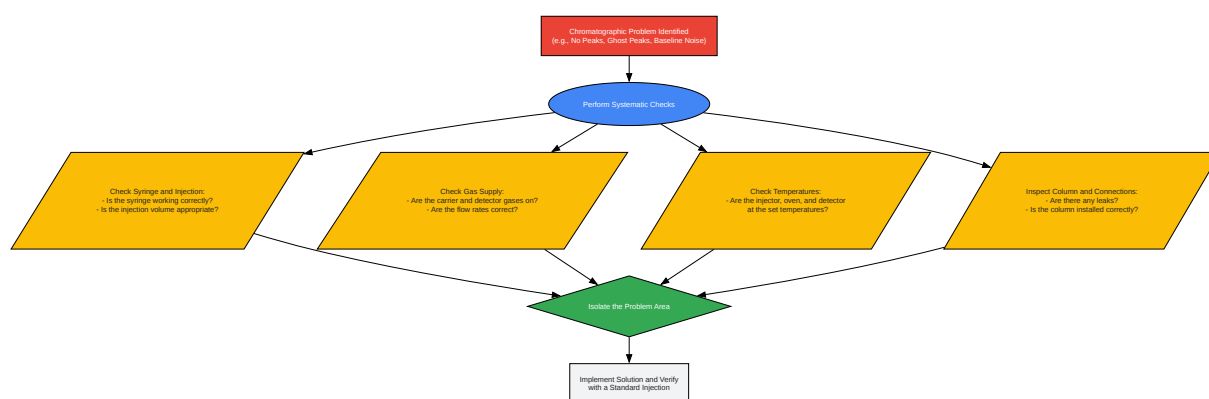 Chromatographic Problem Identified
(e.g., No Peaks, Ghost Peaks, Baseline Noise)
Perform Systematic Checks
Check Syringe and Injection:
- Is the syringe working correctly?
- Is the injection volume appropriate?
Check Gas Supply:
- Are the carrier and detector gases on?
- Are the flow rates correct?
Check Temperatures:
- Are the injector, oven, and detector
at the set temperatures?
Inspect Column and Connections:
- Are there any leaks?
- Is the column installed correctly?
Isolate the Problem Area
Implement Solution and Verify
with a Standard Injection